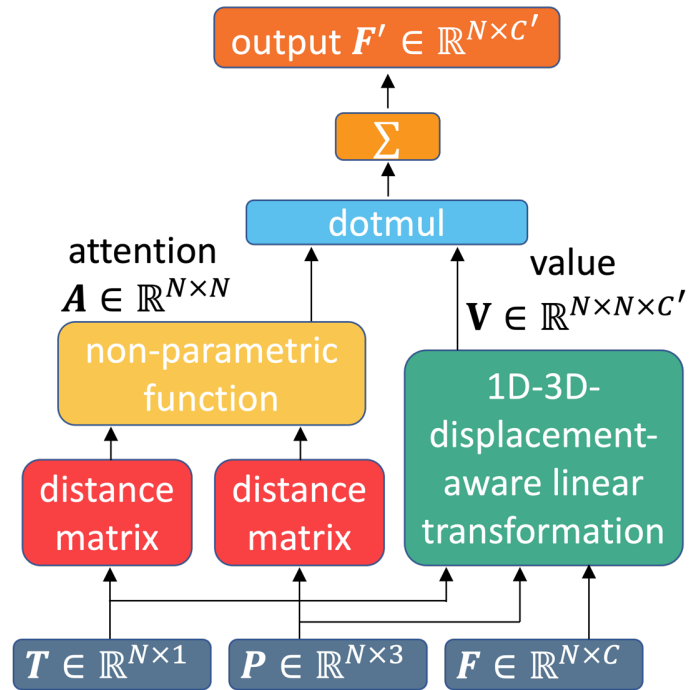 output F′ ∈ ℝ^{N×C′}
Σ
dotmul
attention
A ∈ ℝ^{N×N}
value
V ∈ ℝ^{N×N×C′}
non-parametric
function
1D-3D-
displacement-
aware linear
transformation
distance
matrix
distance
matrix
T ∈ ℝ^{N×1}
P ∈ ℝ^{N×3}
F ∈ ℝ^{N×C}